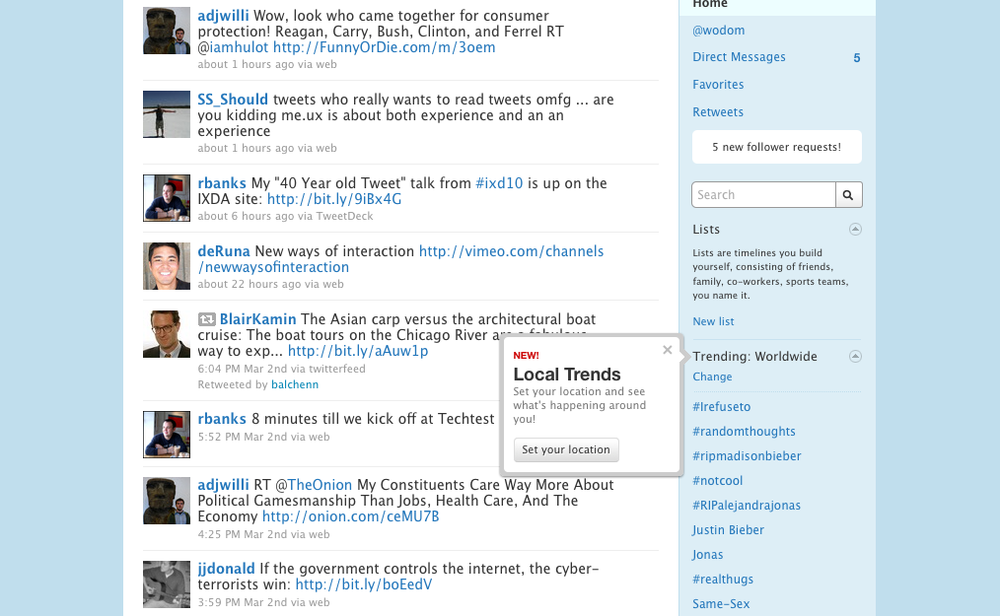 adjwilli Wow, look who came together for consumer
protection! Reagan, Carry, Bush, Clinton, and Ferrel RT
@iamhulot http://FunnyOrDie.com/m/3oem
about 1 hours ago via web
SS_Should tweets who really wants to read tweets omfg ... are
you kidding me.ux is about both experience and an an
experience
about 1 hours ago via web
rbanks My "40 Year old Tweet" talk from #ixd10 is up on the
IXDA site: http://bit.ly/9iBx4G
about 6 hours ago via TweetDeck
deRuna New ways of interaction http://vimeo.com/channels
/newwaysofinteraction
about 22 hours ago via web
BlairKamin The Asian carp versus the architectural boat
cruise: The boat tours on the Chicago River are a fabulous
way to exp... http://bit.ly/aAuw1p
6:04 PM Mar 2nd via twitterfeed
Retweeted by balchenn
rbanks 8 minutes till we kick off at Techtest
5:52 PM Mar 2nd via web
adjwilli RT @TheOnion My Constituents Care Way More About
Political Gamesmanship Than Jobs, Health Care, And The
Economy http://onion.com/ceMU7B
4:25 PM Mar 2nd via web
jjdonald If the government controls the internet, the cyber-
terrorists win: http://bit.ly/boEedV
3:59 PM Mar 2nd via web
NEW!
Local Trends
Set your location and see
what's happening around
you!
Set your location
Home
@wodom
Direct Messages 5
Favorites
Retweets
5 new follower requests!
Search
Lists
Lists are timelines you build
yourself, consisting of friends,
family, co-workers, sports teams,
you name it.
New list
Trending: Worldwide
Change
#Irefuseto
#randomthoughts
#ripmadisonbieber
#notcool
#RIPalejandrajonas
Justin Bieber
Jonas
#realthugs
Same-Sex